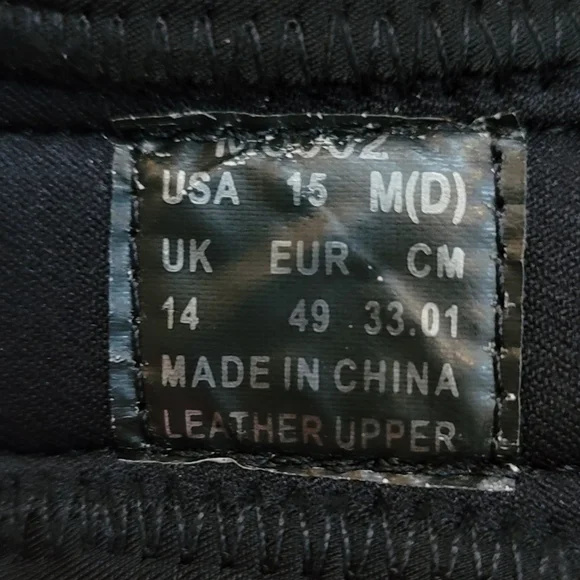 USA 15 M(D)
UK EUR CM
14 49 33.01
MADE IN CHINA
LEATHER UPPER